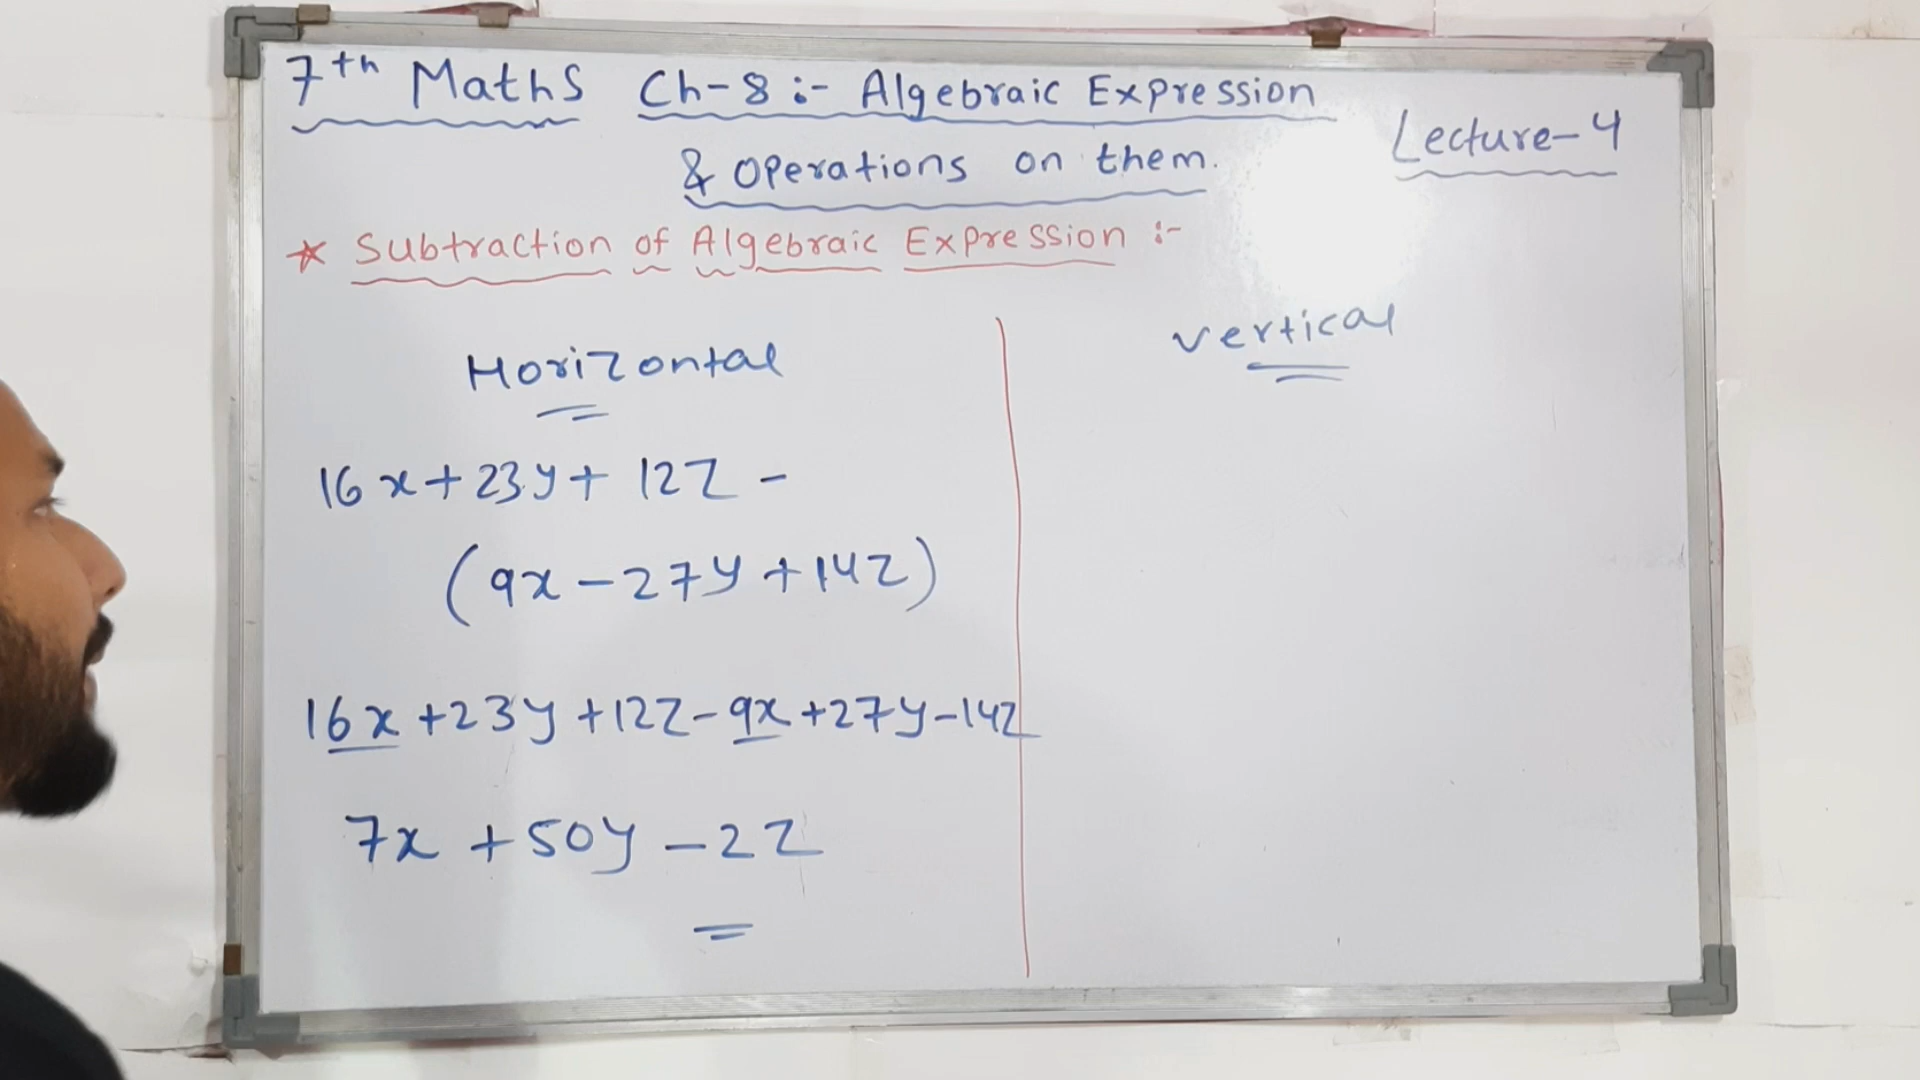 7th Maths Ch-8 :- Algebraic Expression
& Operations on them.
Lecture-4
* Subtraction of Algebraic Expression :-
Horizontal
16x+23y+ 12z -
(9x-27y+14z)
16x+23y+12z-9x+27y-14z
7x+50y-2z
Vertical